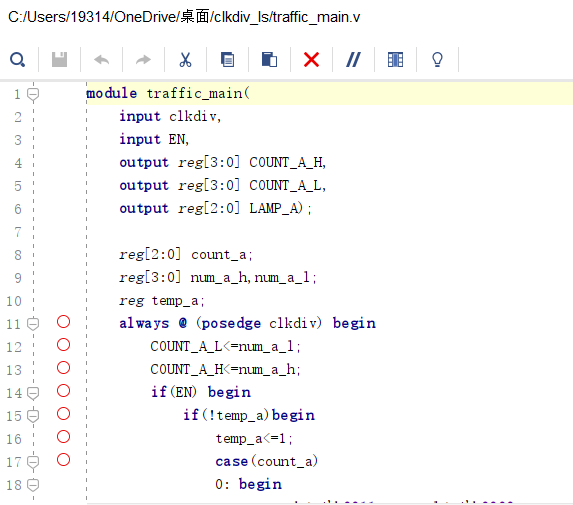 C:/Users/19314/OneDrive/桌面/clkdiv_ls/traffic_main.v
1 module traffic_main(
2 input clkdiv,
3 input EN,
4 output reg[3:0] COUNT_A_H,
5 output reg[3:0] COUNT_A_L,
6 output reg[2:0] LAMP_A);
7
8 reg[2:0] count_a;
9 reg[3:0] num_a_h,num_a_l;
10 reg temp_a;
11 always @ (posedge clkdiv) begin
12 COUNT_A_L<=num_a_l;
13 COUNT_A_H<=num_a_h;
14 if(EN) begin
15 if(!temp_a)begin
16 temp_a<=1;
17 case(count_a)
18 0: begin